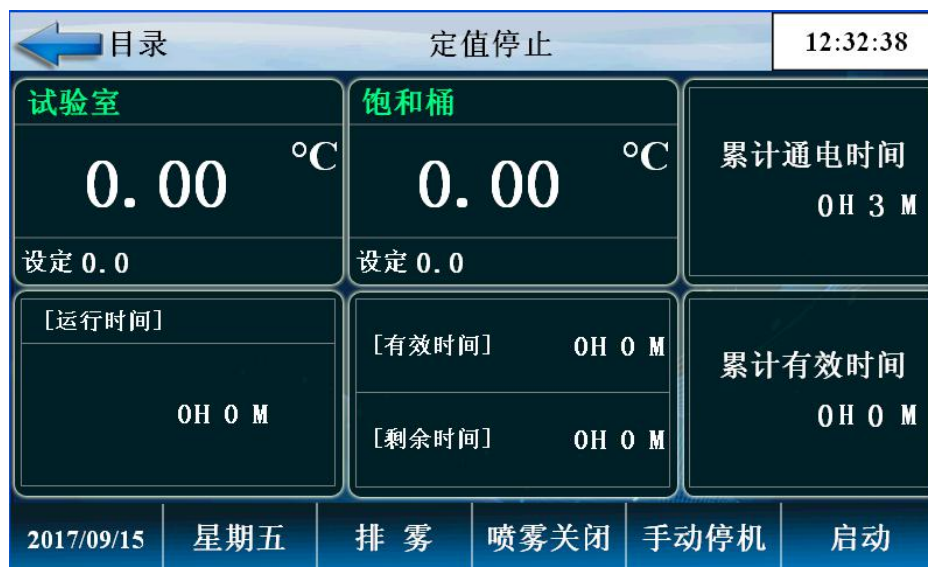 目录
定值停止
12:32:38
试验室
0.00 °C
设定 0.0
饱和桶
0.00 °C
设定 0.0
累计通电时间
0H 3 M
[运行时间]
0H 0 M
[有效时间] 0H 0 M
[剩余时间] 0H 0 M
累计有效时间
0H 0 M
2017/09/15
星期五
排 雾
喷雾关闭
手动停机
启动